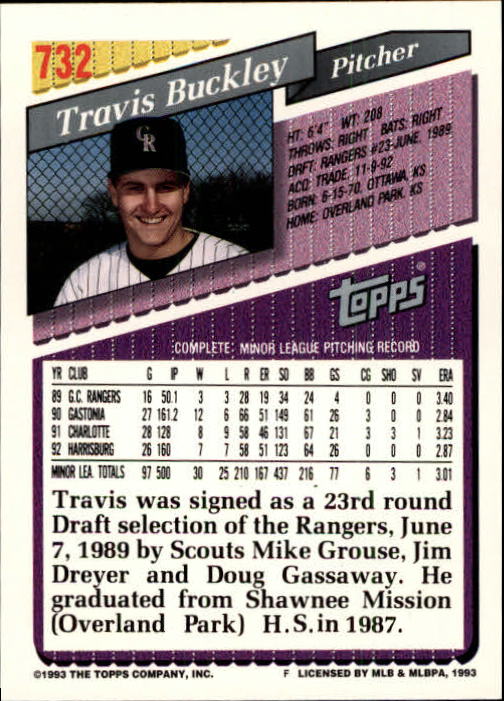 732
Travis Buckley
Pitcher
CR
HT: 6'4" WT: 208
THROWS: RIGHT BATS: RIGHT
DRFT: RANGERS #23-JUNE, 1989
ACQ: TRADE, 11-9-92
BORN: 6-15-70, OTTAWA, KS
HOME: OVERLAND PARK, KS
topps®
COMPLETE MINOR LEAGUE PITCHING RECORD
YR CLUB G IP W L R ER SO BB GS CG SHO SV ERA
89 G.C. RANGERS 16 50.1 3 3 28 19 34 24 4 0 0 0 3.40
90 GASTONIA 27 161.2 12 6 66 51 149 61 26 3 0 0 2.84
91 CHARLOTTE 28 128 8 9 58 46 131 67 21 3 3 1 3.23
92 HARRISBURG 26 160 7 7 58 51 123 64 26 0 0 0 2.87
MINOR LEA. TOTALS 97 500 30 25 210 167 437 216 77 6 3 1 3.01
Travis was signed as a 23rd round
Draft selection of the Rangers, June
7, 1989 by Scouts Mike Grouse, Jim
Dreyer and Doug Gassaway. He
graduated from Shawnee Mission
(Overland Park) H.S. in 1987.
©1993 THE TOPPS COMPANY, INC. F LICENSED BY MLB & MLBPA, 1993